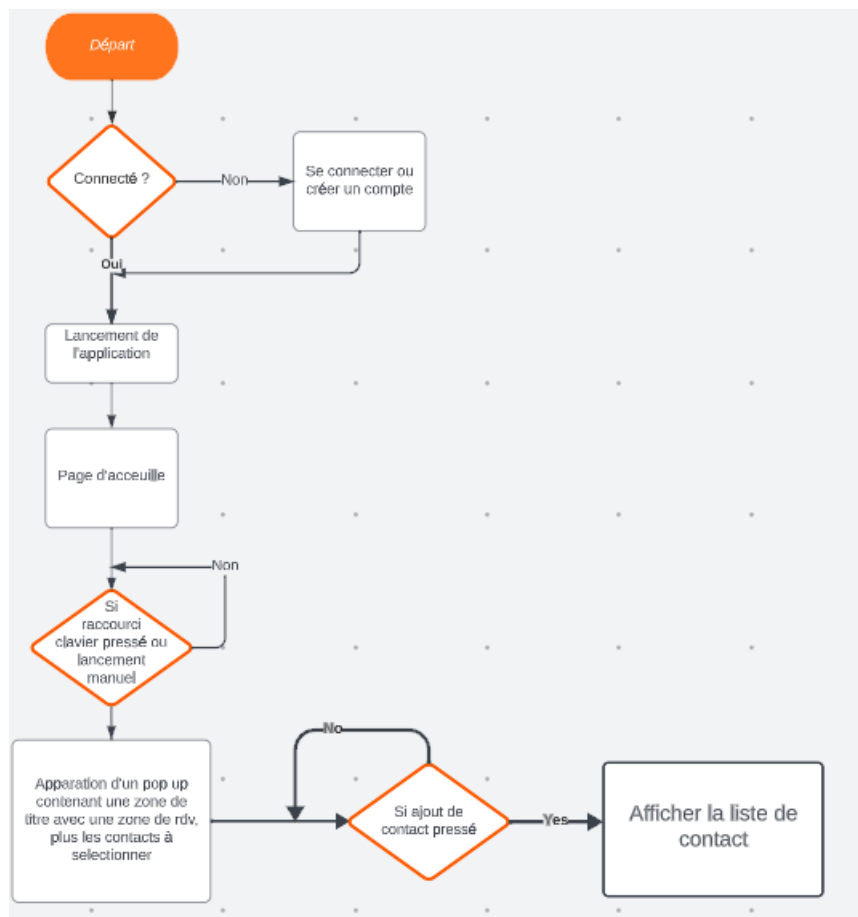 Départ
Connecté ?
Non
Se connecter ou
créer un compte
Oui
Lancement de
l'application
Page d'acceuille
Non
Si
raccourci
clavier pressé ou
lancement
manuel
Apparation d'un pop up
contenant une zone de
titre avec une zone de rdv,
plus les contacts à
selectionner
No
Si ajout de
contact pressé
Yes
Afficher la liste de
contact